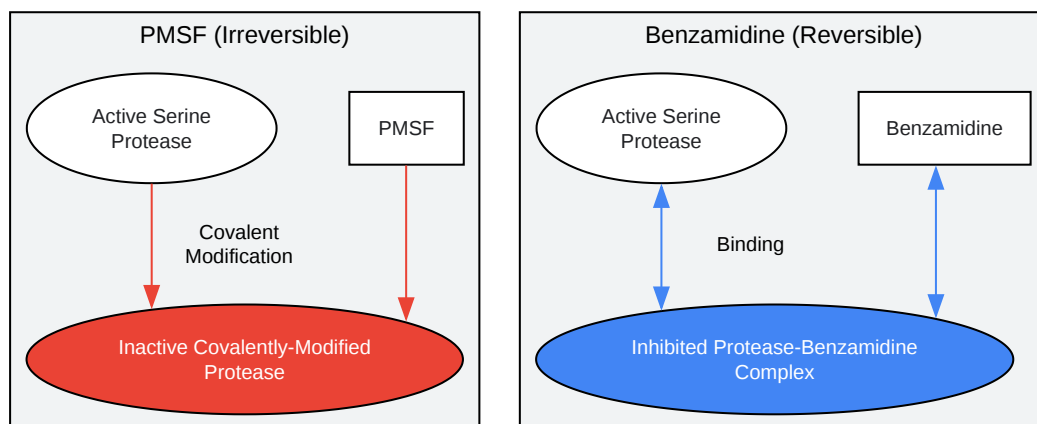 PMSF (Irreversible)
Active Serine
Protease
PMSF
Covalent
Modification
Inactive Covalently-Modified
Protease
Benzamidine (Reversible)
Active Serine
Protease
Benzamidine
Binding
Inhibited Protease-Benzamidine
Complex